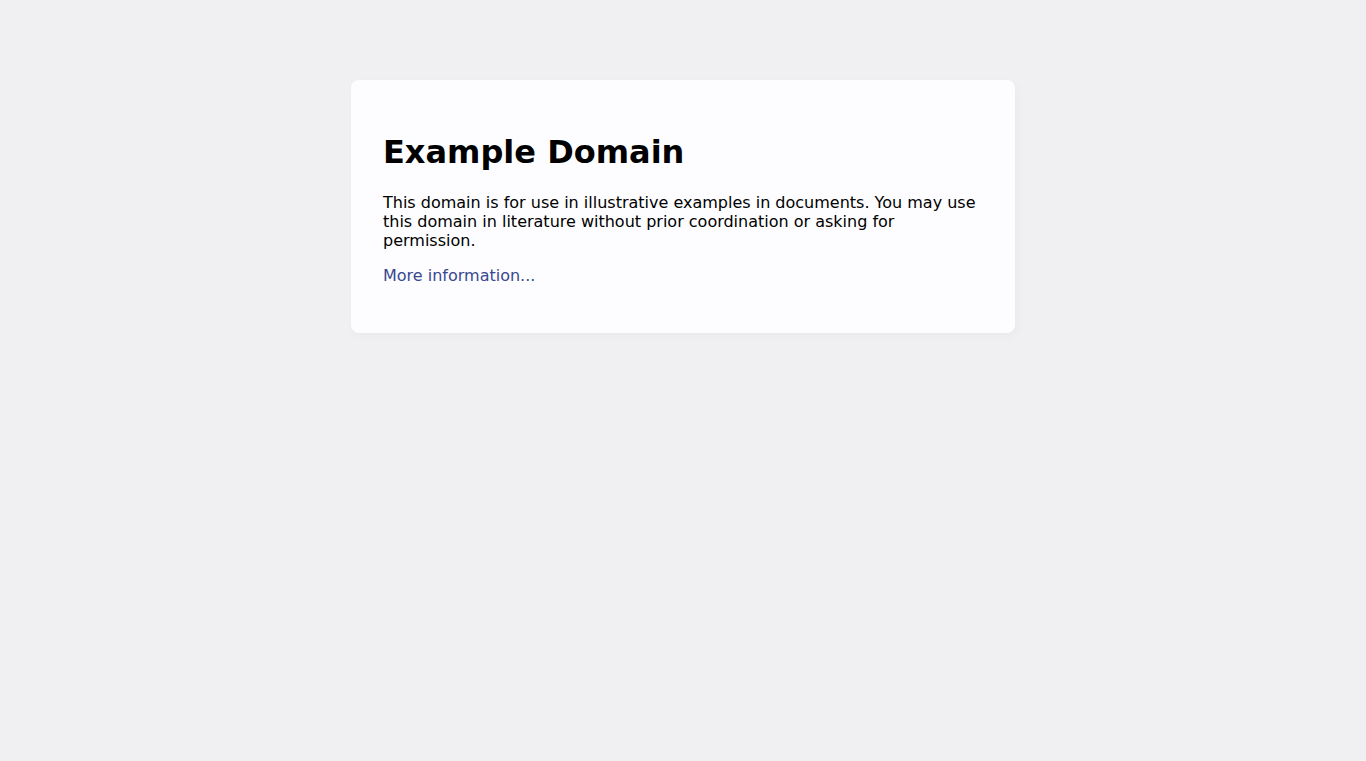 Example Domain
This domain is for use in illustrative examples in documents. You may use
this domain in literature without prior coordination or asking for
permission.
More information...